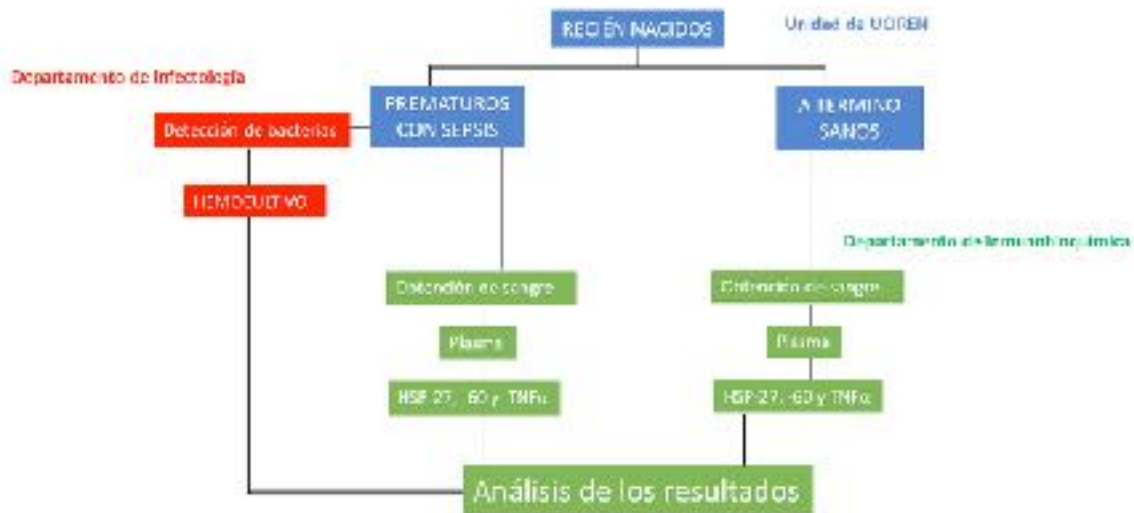 RECIÉN NACIDOS
Unidad de UCIREN
Departamento de Infectología
PREMATUROS
CON SEPSIS
A TERMINO
SANOS
Detección de bacterias
HEMOCULTIVO
Departamento de Inmunobioquímica
Obtención de sangre
Obtención de sangre
Plasma
Plasma
HSP-27, -60 y TNFα
HSP-27, -60 y TNFα
Análisis de los resultados